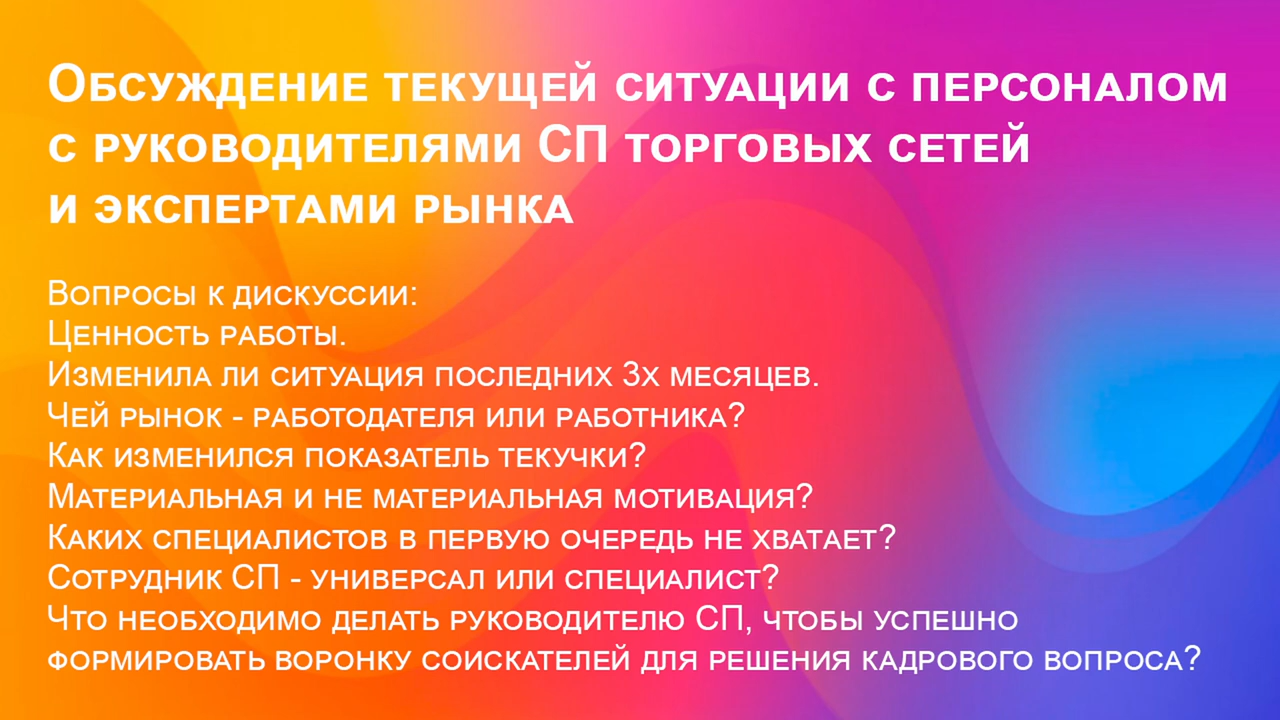 Обсуждение текущей ситуации с персоналом
с руководителями СП торговых сетей
и экспертами рынка
Вопросы к дискуссии:
Ценность работы.
Изменила ли ситуация последних 3х месяцев.
Чей рынок - работодателя или работника?
Как изменился показатель текучки?
Материальная и не материальная мотивация?
Каких специалистов в первую очередь не хватает?
Сотрудник СП - универсал или специалист?
Что необходимо делать руководителю СП, чтобы успешно
формировать воронку соискателей для решения кадрового вопроса?